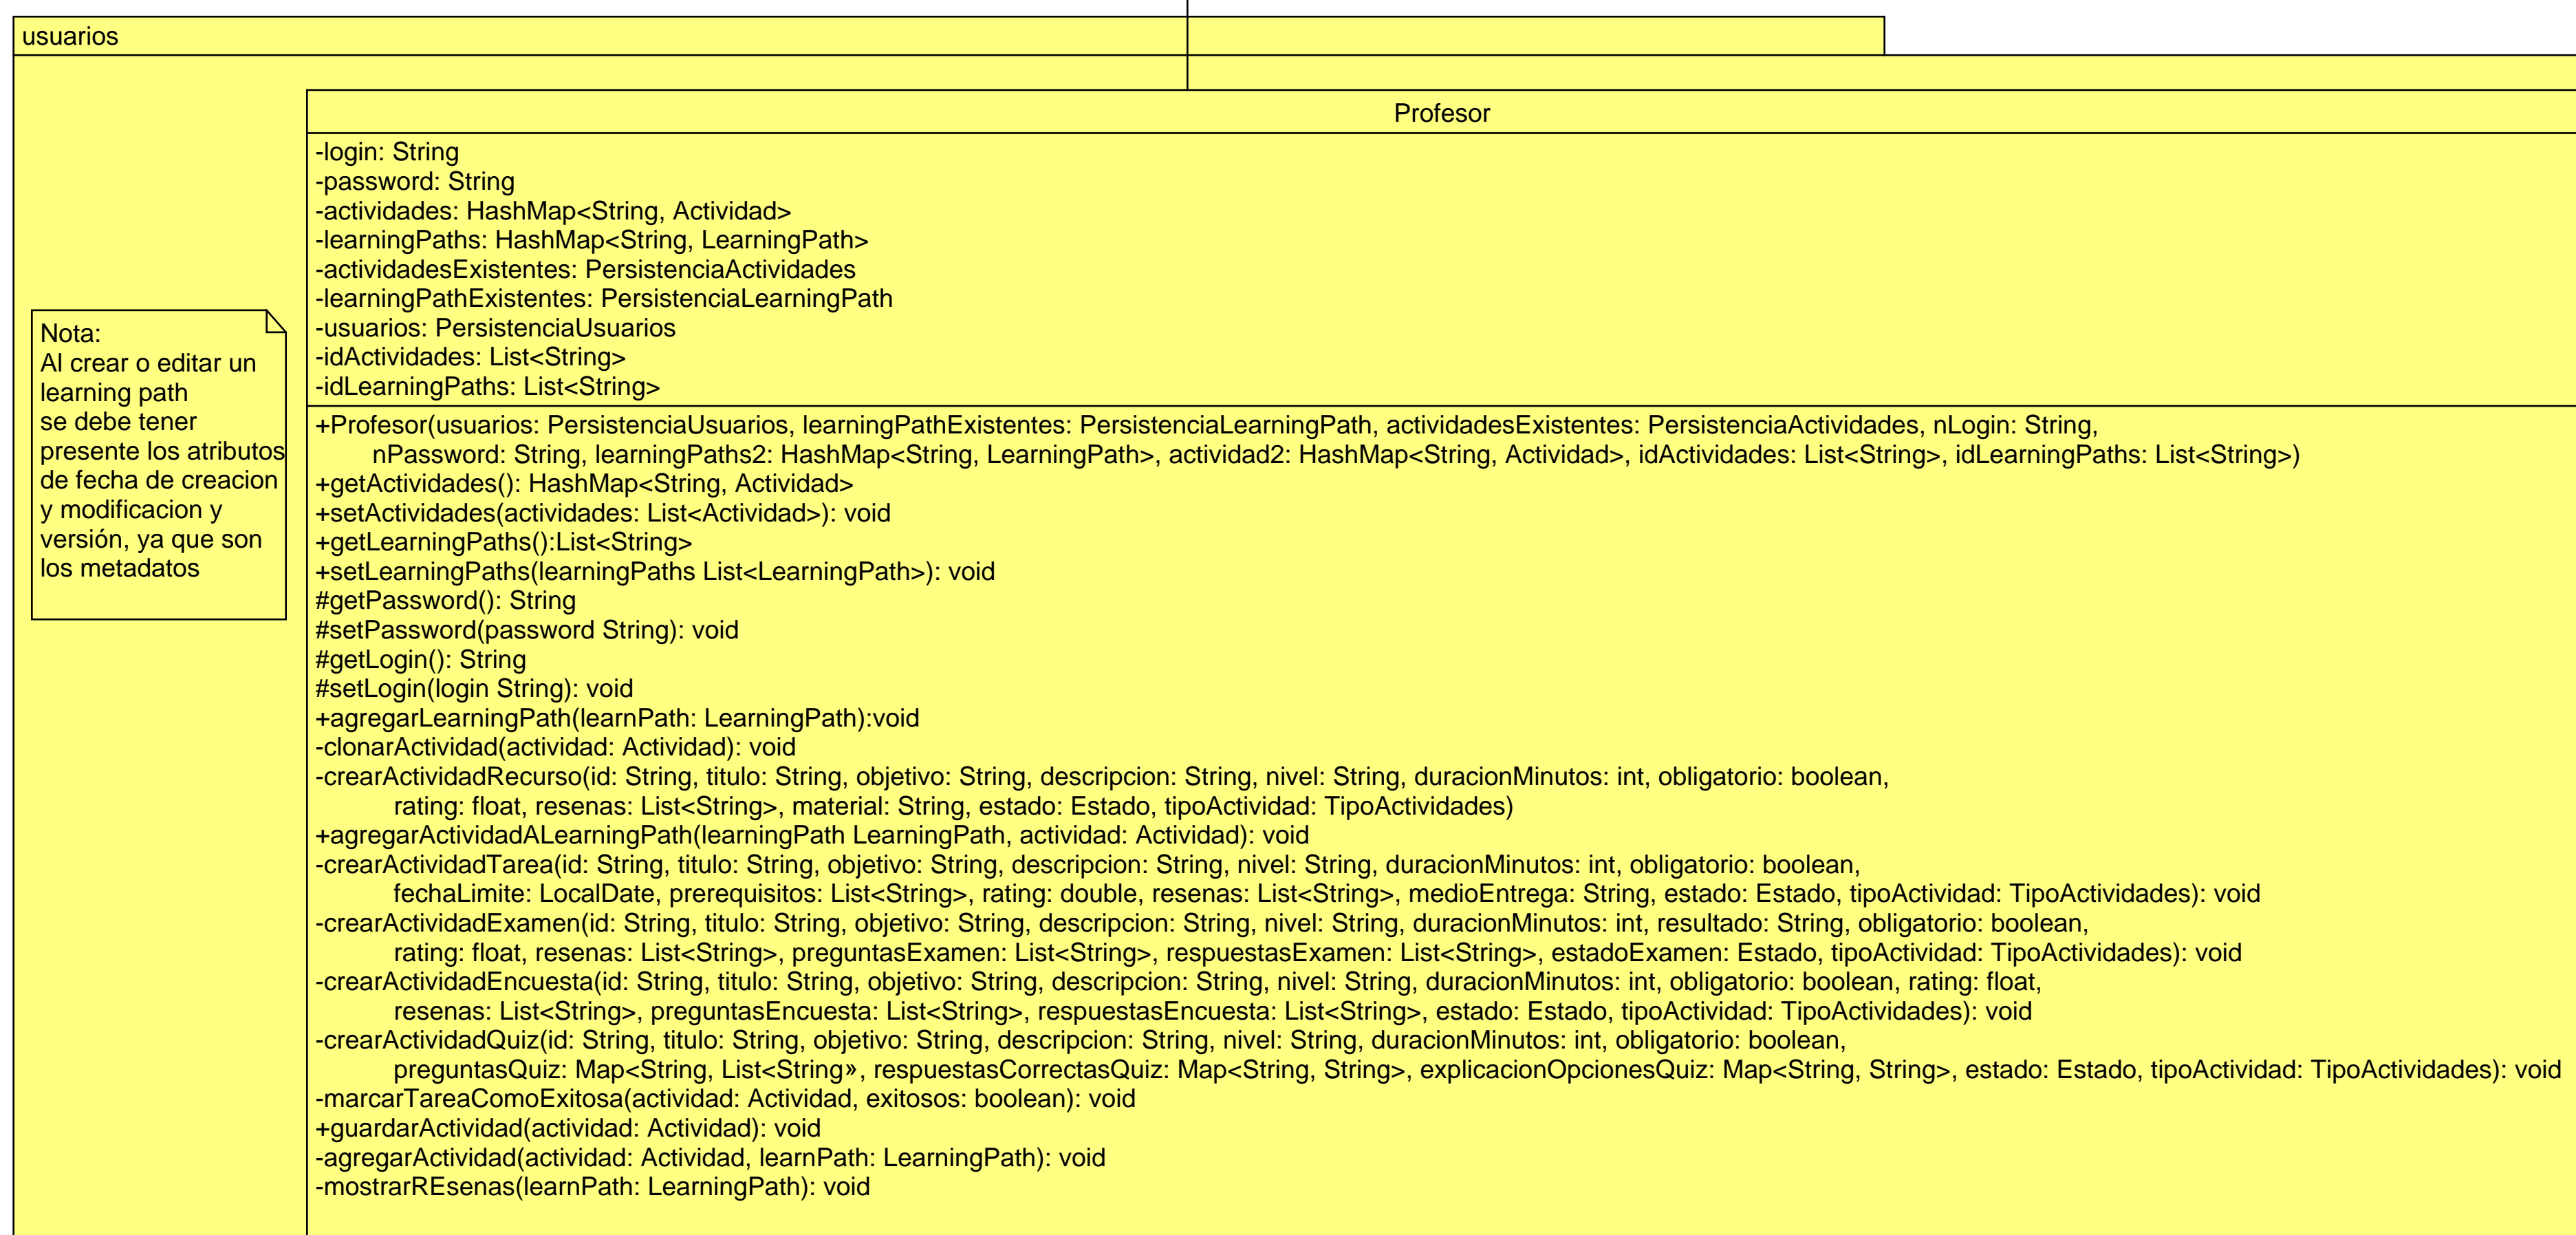 usuarios
Profesor
-login: String
-password: String
-actividades: HashMap<String, Actividad>
-learningPaths: HashMap<String, LearningPath>
-actividadesExistentes: PersistenciaActividades
-learningPathExistentes: PersistenciaLearningPath
-usuarios: PersistenciaUsuarios
-idActividades: List<String>
-idLearningPaths: List<String>
Nota:
Al crear o editar un
learning path
se debe tener
presente los atributos
de fecha de creacion
y modificacion y
versión, ya que son
los metadatos
+Profesor(usuarios: PersistenciaUsuarios, learningPathExistentes: PersistenciaLearningPath, actividadesExistentes: PersistenciaActividades, nLogin: String,
nPassword: String, learningPaths2: HashMap<String, LearningPath>, actividad2: HashMap<String, Actividad>, idActividades: List<String>, idLearningPaths: List<String>)
+getActividades(): HashMap<String, Actividad>
+setActividades(actividades: List<Actividad>): void
+getLearningPaths():List<String>
+setLearningPaths(learningPaths List<LearningPath>): void
#getPassword(): String
#setPassword(password String): void
#getLogin(): String
#setLogin(login String): void
+agregarLearningPath(learnPath: LearningPath):void
-clonarActividad(actividad: Actividad): void
-crearActividadRecurso(id: String, titulo: String, objetivo: String, descripcion: String, nivel: String, duracionMinutos: int, obligatorio: boolean,
rating: float, resenas: List<String>, material: String, estado: Estado, tipoActividad: TipoActividades)
+agregarActividadALearningPath(learningPath LearningPath, actividad: Actividad): void
-crearActividadTarea(id: String, titulo: String, objetivo: String, descripcion: String, nivel: String, duracionMinutos: int, obligatorio: boolean,
fechaLimite: LocalDate, prerequisitos: List<String>, rating: double, resenas: List<String>, medioEntrega: String, estado: Estado, tipoActividad: TipoActividades): void
-crearActividadExamen(id: String, titulo: String, objetivo: String, descripcion: String, nivel: String, duracionMinutos: int, resultado: String, obligatorio: boolean,
rating: float, resenas: List<String>, preguntasExamen: List<String>, respuestasExamen: List<String>, estadoExamen: Estado, tipoActividad: TipoActividades): void
-crearActividadEncuesta(id: String, titulo: String, objetivo: String, descripcion: String, nivel: String, duracionMinutos: int, obligatorio: boolean, rating: float,
resenas: List<String>, preguntasEncuesta: List<String>, respuestasEncuesta: List<String>, estado: Estado, tipoActividad: TipoActividades): void
-crearActividadQuiz(id: String, titulo: String, objetivo: String, descripcion: String, nivel: String, duracionMinutos: int, obligatorio: boolean,
preguntasQuiz: Map<String, List<String», respuestasCorrectasQuiz: Map<String, String>, explicacionOpcionesQuiz: Map<String, String>, estado: Estado, tipoActividad: TipoActividades): void
-marcarTareaComoExitosa(actividad: Actividad, exitosos: boolean): void
+guardarActividad(actividad: Actividad): void
-agregarActividad(actividad: Actividad, learnPath: LearningPath): void
-mostrarREsenas(learnPath: LearningPath): void